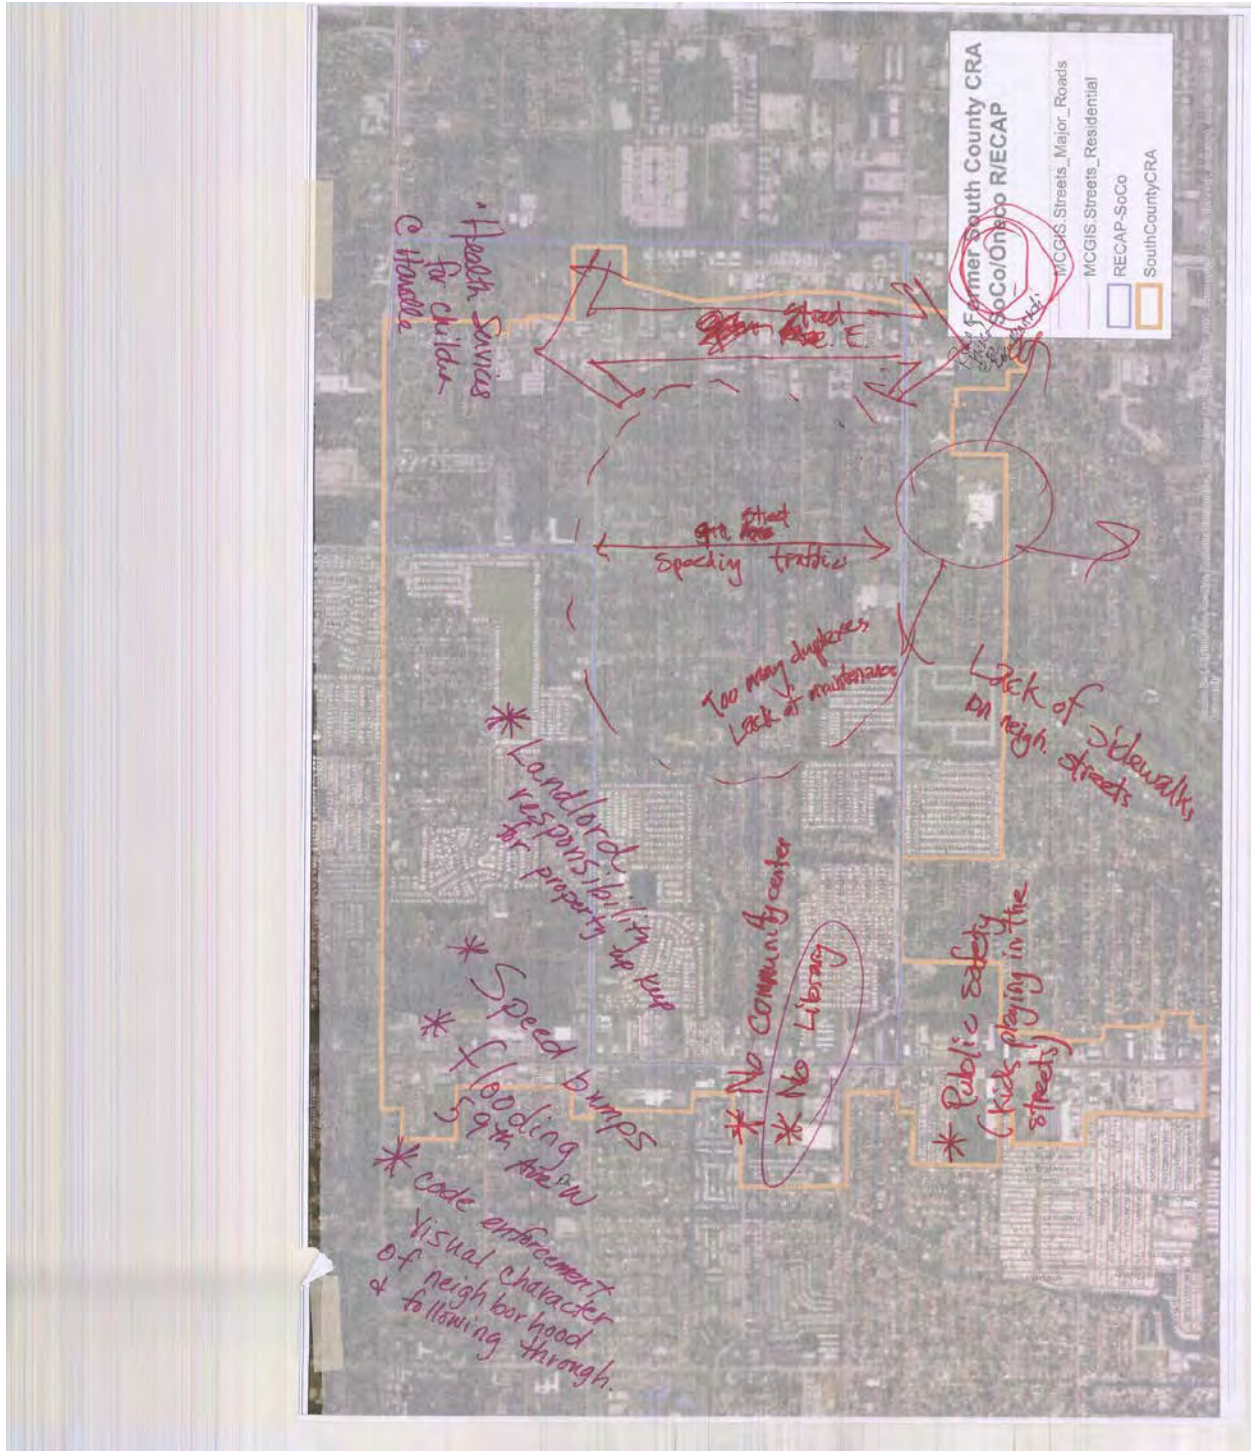 Former South County CRA
SoCo/Oneco R/ECAP
MCGIS.Streets_Major_Roads
MCGIS.Streets_Residential
RECAP-SoCo
SouthCountyCRA
• Health Services
for children
@
Street
E.
Street
Speeding traffic
Too many duplexes
Lack of maintenance
Lack of sidewalks
on neigh. streets
* Landlord
responsibility
for property up keep
* No community center
* No Library
* Public safety
(kids playing in the
streets)
* Speed bumps
* flooding
59th Ave W
* code enforcement
Visual character
of neighborhood
& following through.